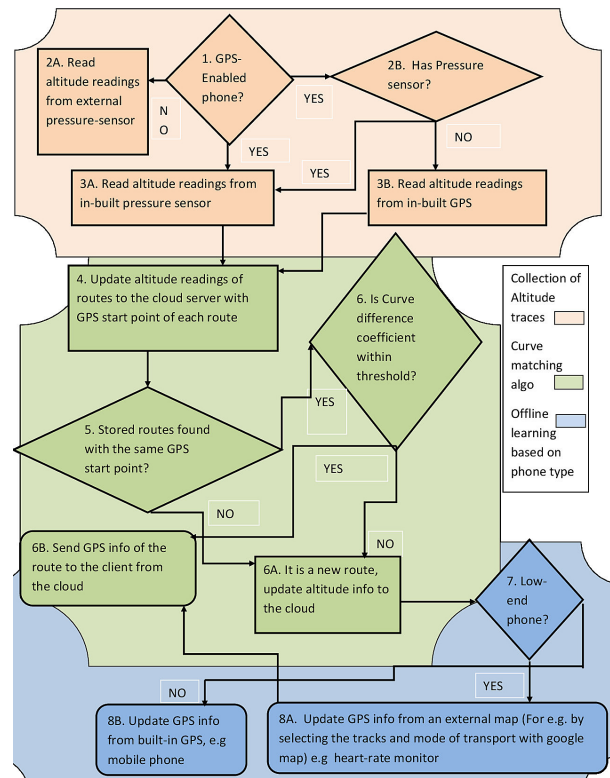 2A. Read
altitude readings
from external
pressure-sensor
1. GPS-
Enabled
phone?
2B. Has Pressure
sensor?
N
O
YES
YES
YES
NO
3A. Read altitude readings from
in-built pressure sensor
3B. Read altitude readings
from in-built GPS
4. Update altitude readings of
routes to the cloud server with
GPS start point of each route
6. Is Curve
difference
coefficient
within
threshold?
Collection of
Altitude
traces
Curve
matching
algo
Offline
learning
based on
phone type
5. Stored routes found
with the same GPS
start point?
YES
YES
NO
NO
6B. Send GPS info of the
route to the client from
the cloud
6A. It is a new route,
update altitude info to
the cloud
7. Low-
end
phone?
NO
YES
8B. Update GPS info
from built-in GPS, e.g
mobile phone
8A. Update GPS info from an external map (For e.g. by
selecting the tracks and mode of transport with google
map) e.g heart-rate monitor